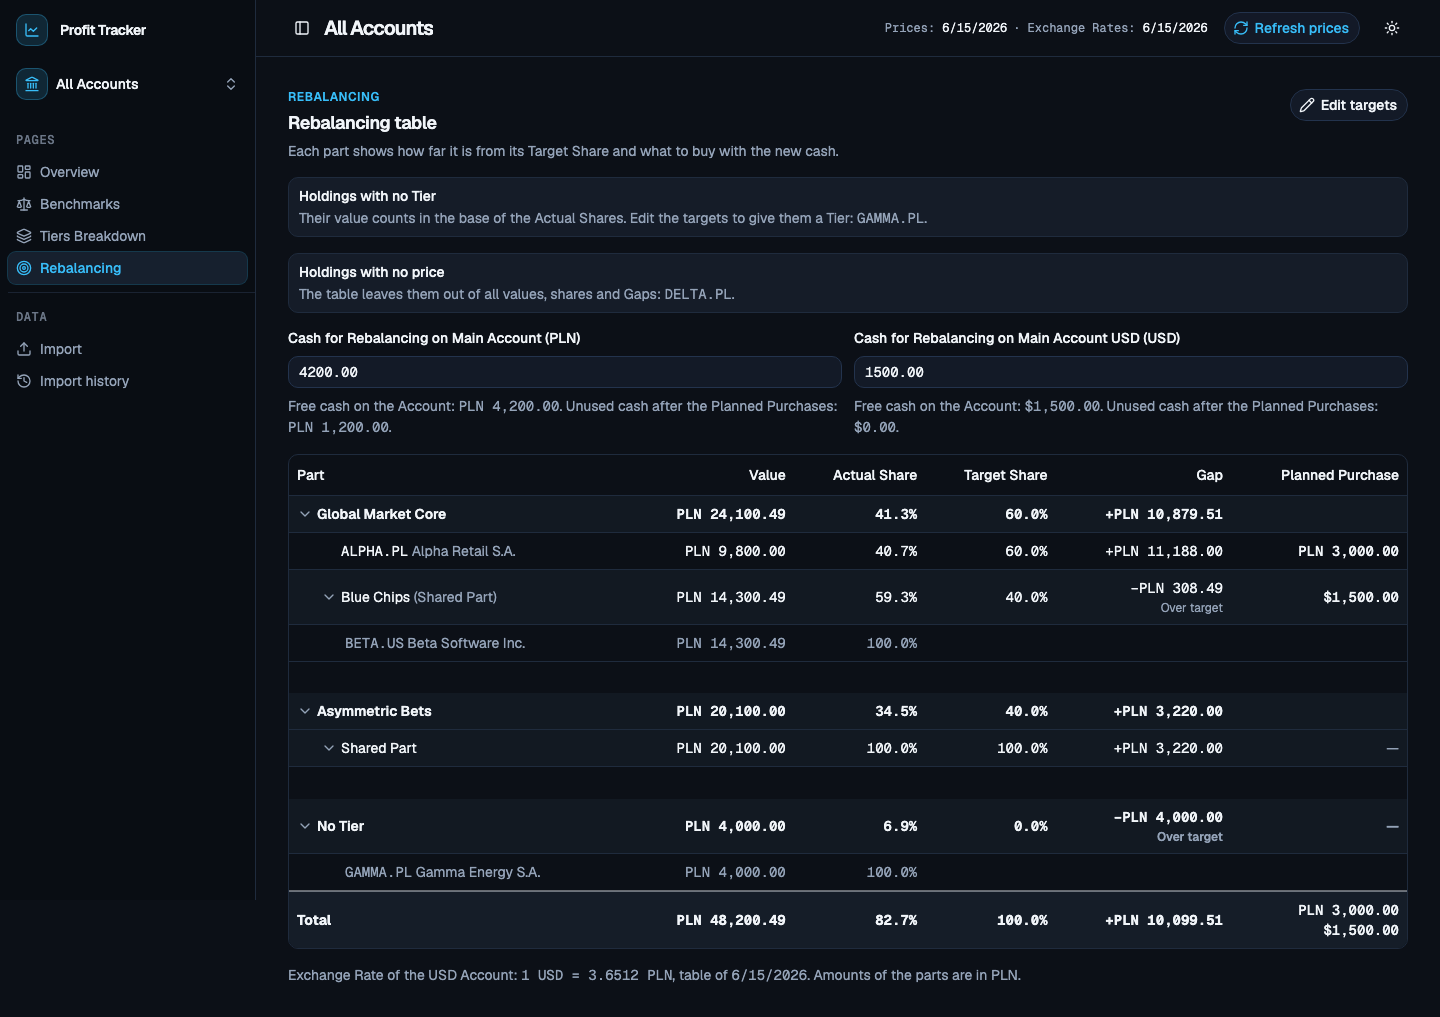 Profit Tracker
All Accounts
PAGES
Overview
Benchmarks
Tiers Breakdown
Rebalancing
DATA
Import
Import history
All Accounts
Prices: 6/15/2026 · Exchange Rates: 6/15/2026
Refresh prices
REBALANCING
Rebalancing table
Each part shows how far it is from its Target Share and what to buy with the new cash.
Edit targets
Holdings with no Tier
Their value counts in the base of the Actual Shares. Edit the targets to give them a Tier: GAMMA.PL.
Holdings with no price
The table leaves them out of all values, shares and Gaps: DELTA.PL.
Cash for Rebalancing on Main Account (PLN)
4200.00
Free cash on the Account: PLN 4,200.00. Unused cash after the Planned Purchases:
PLN 1,200.00.
Cash for Rebalancing on Main Account USD (USD)
1500.00
Free cash on the Account: $1,500.00. Unused cash after the Planned Purchases:
$0.00.
Part Value Actual Share Target Share Gap Planned Purchase
Global Market Core PLN 24,100.49 41.3% 60.0% +PLN 10,879.51
ALPHA.PL Alpha Retail S.A. PLN 9,800.00 40.7% 60.0% +PLN 11,188.00 PLN 3,000.00
Blue Chips (Shared Part) PLN 14,300.49 59.3% 40.0% −PLN 308.49 $1,500.00
Over target
BETA.US Beta Software Inc. PLN 14,300.49 100.0%
Asymmetric Bets PLN 20,100.00 34.5% 40.0% +PLN 3,220.00
Shared Part PLN 20,100.00 100.0% 100.0% +PLN 3,220.00 —
No Tier PLN 4,000.00 6.9% 0.0% −PLN 4,000.00 —
Over target
GAMMA.PL Gamma Energy S.A. PLN 4,000.00 100.0%
Total PLN 48,200.49 82.7% 100.0% +PLN 10,099.51 PLN 3,000.00
$1,500.00
Exchange Rate of the USD Account: 1 USD = 3.6512 PLN, table of 6/15/2026. Amounts of the parts are in PLN.